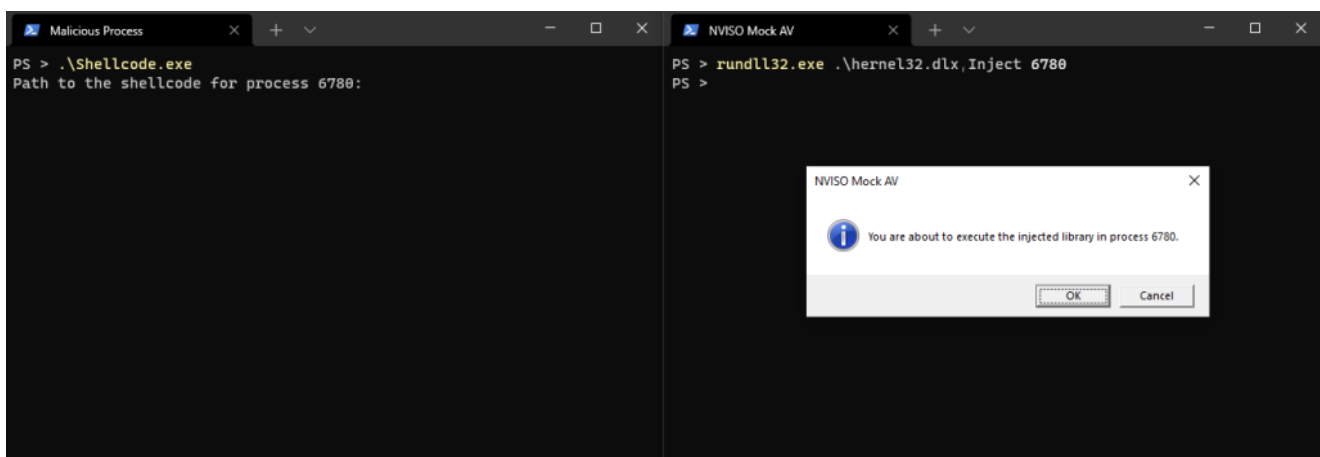 Malicious Process
PS > .\Shellcode.exe
Path to the shellcode for process 6780:
NVISO Mock AV
PS > rundll32.exe .\hernel32.dlx,Inject 6780
PS >
NVISO Mock AV
You are about to execute the injected library in process 6780.
OK
Cancel